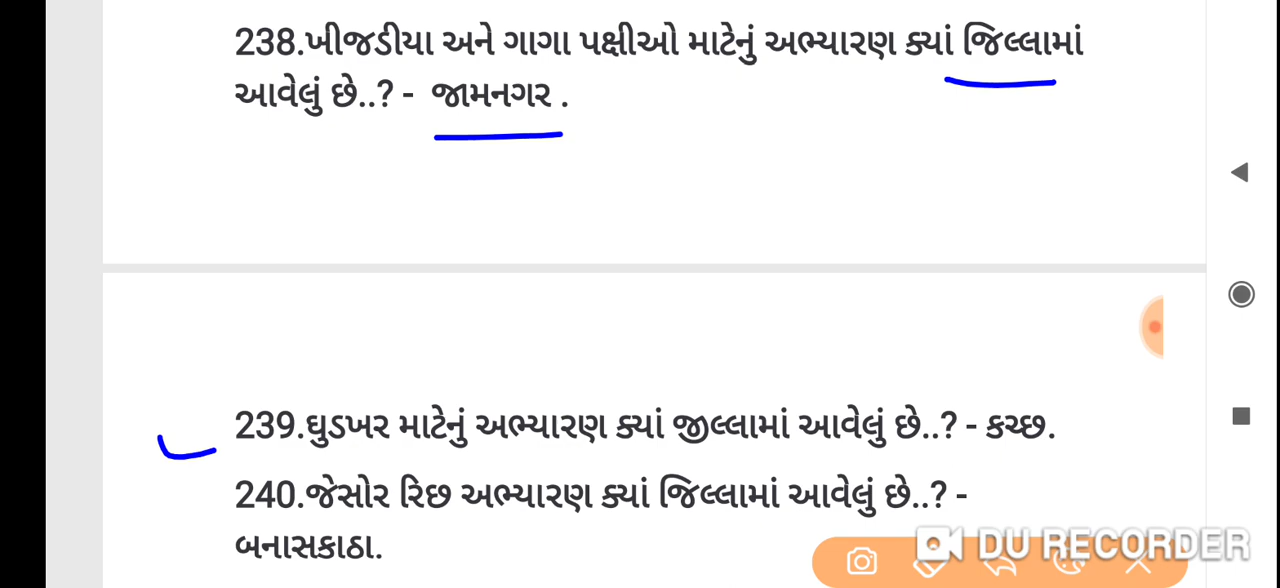 238.ખીજડીયા અને ગાગા પક્ષીઓ માટેનું અભ્યારણ ક્યાં જિલ્લામાં
આવેલું છે..? - જામનગર .
239.ઘુડખર માટેનું અભ્યારણ ક્યાં જીલ્લામાં આવેલું છે..? - કચ્છ.
240.જેસોર રિછ અભ્યારણ ક્યાં જિલ્લામાં આવેલું છે..? -
બનાસકાઠા.
DU RECORDER